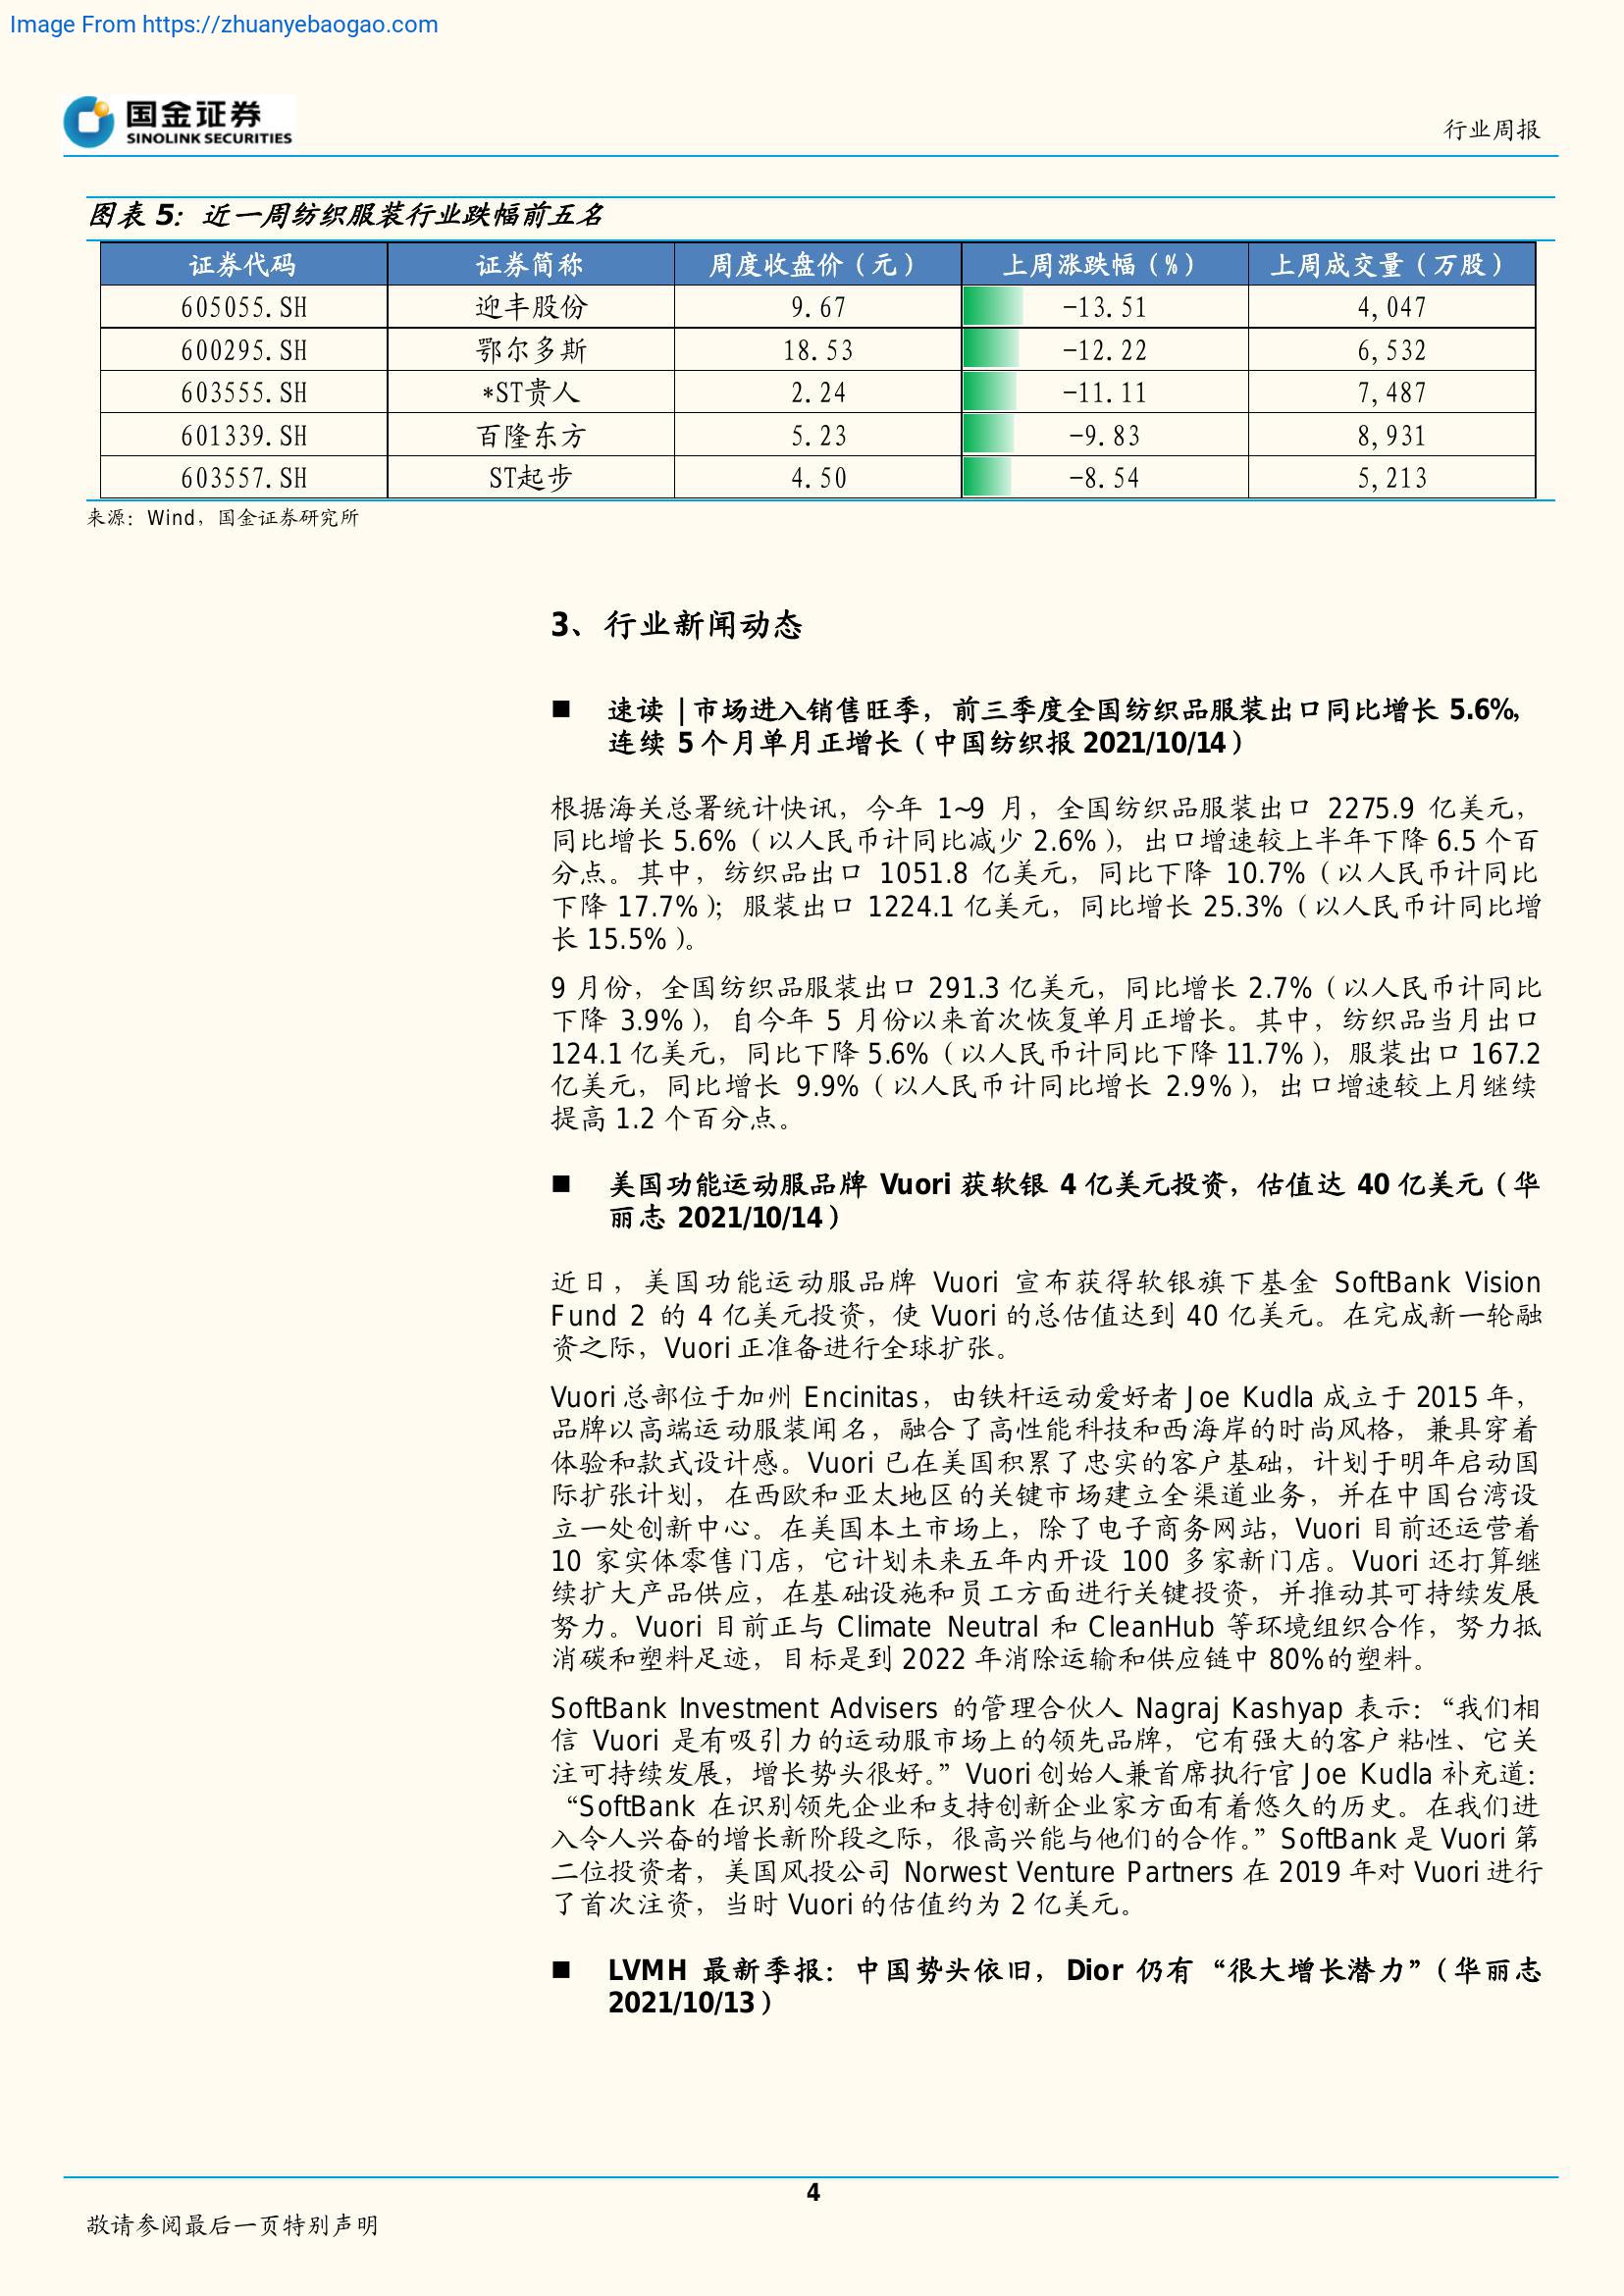 Image From https://zhuanyebaogao.com
国金证券
SINOLINK SECURITIES
行业周报
图表 5：近一周纺织服装行业跌幅前五名
证券代码 证券简称 周度收盘价（元） 上周涨跌幅（%） 上周成交量（万股）
605055.SH 迎丰股份 9.67 -13.51 4,047
600295.SH 鄂尔多斯 18.53 -12.22 6,532
603555.SH *ST贵人 2.24 -11.11 7,487
601339.SH 百隆东方 5.23 -9.83 8,931
603557.SH ST起步 4.50 -8.54 5,213
来源：Wind，国金证券研究所
3、行业新闻动态
■ 速读 |市场进入销售旺季，前三季度全国纺织品服装出口同比增长 5.6%，
连续 5 个月单月正增长（中国纺织报 2021/10/14）
根据海关总署统计快讯，今年 1~9 月，全国纺织品服装出口 2275.9 亿美元，
同比增长 5.6%（以人民币计同比减少 2.6%），出口增速较上半年下降 6.5 个百
分点。其中，纺织品出口 1051.8 亿美元，同比下降 10.7%（以人民币计同比
下降 17.7%）；服装出口 1224.1 亿美元，同比增长 25.3%（以人民币计同比增
长 15.5%）。
9 月份，全国纺织品服装出口 291.3 亿美元，同比增长 2.7%（以人民币计同比
下降 3.9%），自今年 5 月份以来首次恢复单月正增长。其中，纺织品当月出口
124.1 亿美元，同比下降 5.6%（以人民币计同比下降 11.7%），服装出口 167.2
亿美元，同比增长 9.9%（以人民币计同比增长 2.9%），出口增速较上月继续
提高 1.2 个百分点。
■ 美国功能运动服品牌 Vuori 获软银 4 亿美元投资，估值达 40 亿美元（华
丽志 2021/10/14）
近日，美国功能运动服品牌 Vuori 宣布获得软银旗下基金 SoftBank Vision
Fund 2 的 4 亿美元投资，使 Vuori 的总估值达到 40 亿美元。在完成新一轮融
资之际，Vuori 正准备进行全球扩张。
Vuori 总部位于加州 Encinitas，由铁杆运动爱好者 Joe Kudla 成立于 2015 年，
品牌以高端运动服装闻名，融合了高性能科技和西海岸的时尚风格，兼具穿着
体验和款式设计感。Vuori 已在美国积累了忠实的客户基础，计划于明年启动国
际扩张计划，在西欧和亚太地区的关键市场建立全渠道业务，并在中国台湾设
立一处创新中心。在美国本土市场上，除了电子商务网站，Vuori 目前还运营着
10 家实体零售门店，它计划未来五年内开设 100 多家新门店。Vuori 还打算继
续扩大产品供应，在基础设施和员工方面进行关键投资，并推动其可持续发展
努力。Vuori 目前正与 Climate Neutral 和 CleanHub 等环境组织合作，努力抵
消碳和塑料足迹，目标是到 2022 年消除运输和供应链中 80%的塑料。
SoftBank Investment Advisers 的管理合伙人 Nagraj Kashyap 表示：“我们相
信 Vuori 是有吸引力的运动服市场上的领先品牌，它有强大的客户粘性、它关
注可持续发展，增长势头很好。”Vuori 创始人兼首席执行官 Joe Kudla 补充道：
“SoftBank 在识别领先企业和支持创新企业家方面有着悠久的历史。在我们进
入令人兴奋的增长新阶段之际，很高兴能与他们的合作。”SoftBank 是 Vuori 第
二位投资者，美国风投公司 Norwest Venture Partners 在 2019 年对 Vuori 进行
了首次注资，当时 Vuori 的估值约为 2 亿美元。
■ LVMH 最新季报：中国势头依旧，Dior 仍有“很大增长潜力”（华丽志
2021/10/13）
4
敬请参阅最后一页特别声明